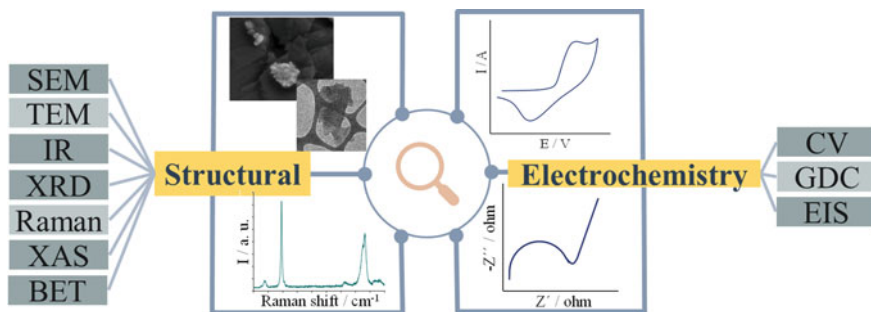 SEM
TEM
IR
XRD
Raman
XAS
BET
Structural
I / a. u.
Raman shift / cm⁻¹
I / A
E / V
Electrochemistry
-Z´´ / ohm
Z´ / ohm
CV
GDC
EIS